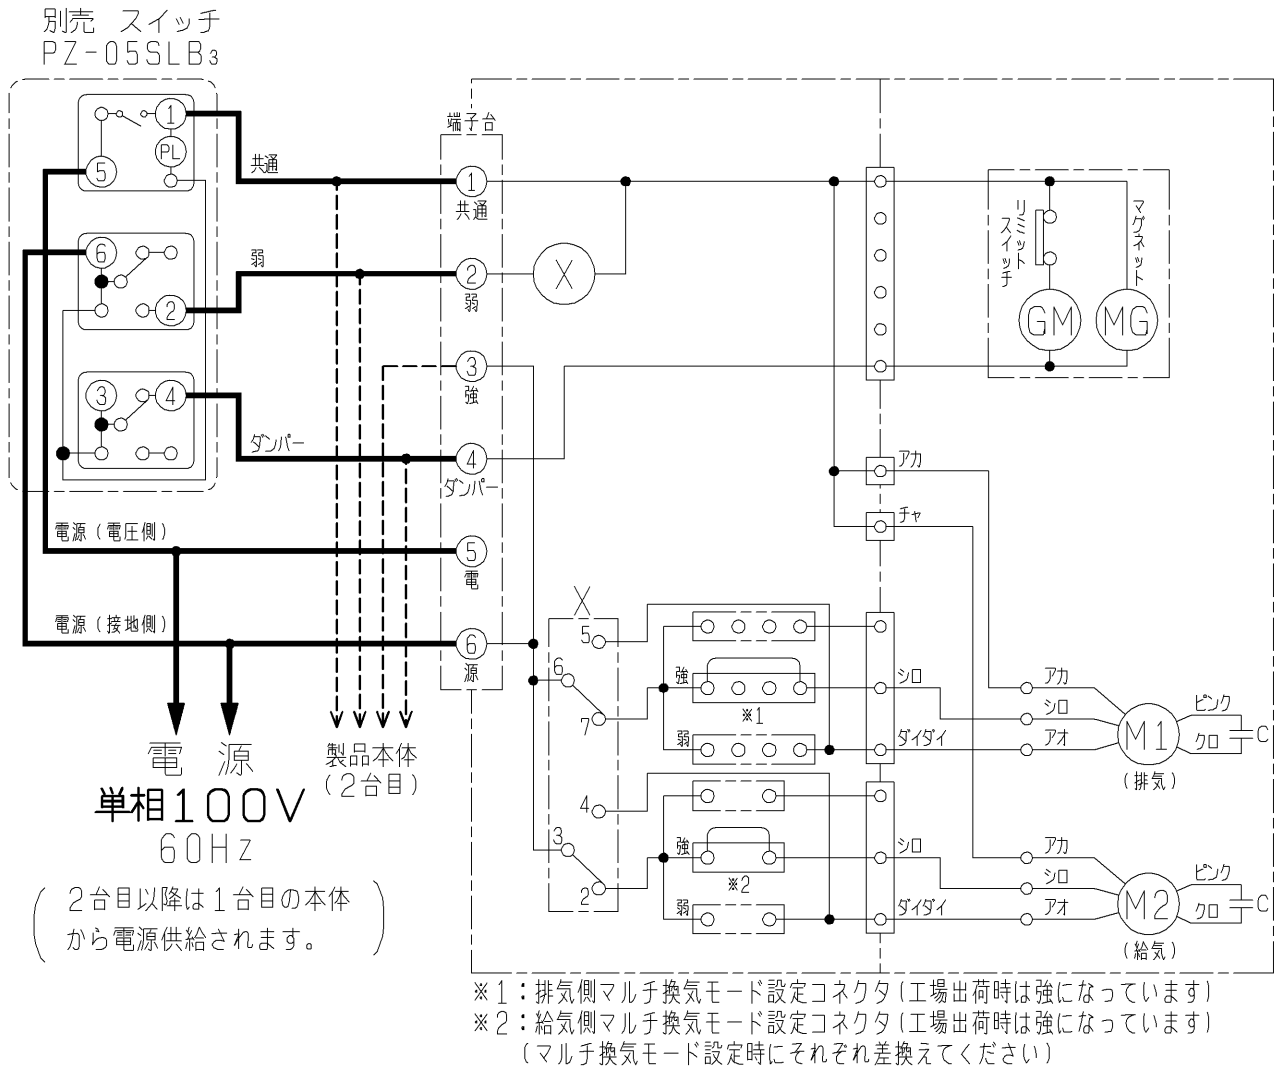 別売 スイッチ
PZ-05SLB₃
1
PL
5
6
2
3
4
共通
弱
ダンパー
電源(電圧側)
電源(接地側)
電 源
単相100V
60Hz
(2台目以降は1台目の本体
から電源供給されます。)
製品本体
(2台目)
端子台
1
共通
2
弱
3
強
4
ダンパー
5
電
6
源
X
リミット
スイッチ
マグネット
GM
MG
アカ
チャ
X
5
6
7
4
3
2
強
※1
弱
強
※2
弱
シロ
ダイダイ
シロ
ダイダイ
アカ
シロ
アオ
M1
(排気)
ピンク
クロ
C
アカ
シロ
アオ
M2
(給気)
ピンク
クロ
C
※1:排気側マルチ換気モード設定コネクタ(工場出荷時は強になっています)
※2:給気側マルチ換気モード設定コネクタ(工場出荷時は強になっています)
(マルチ換気モード設定時にそれぞれ差換えてください)